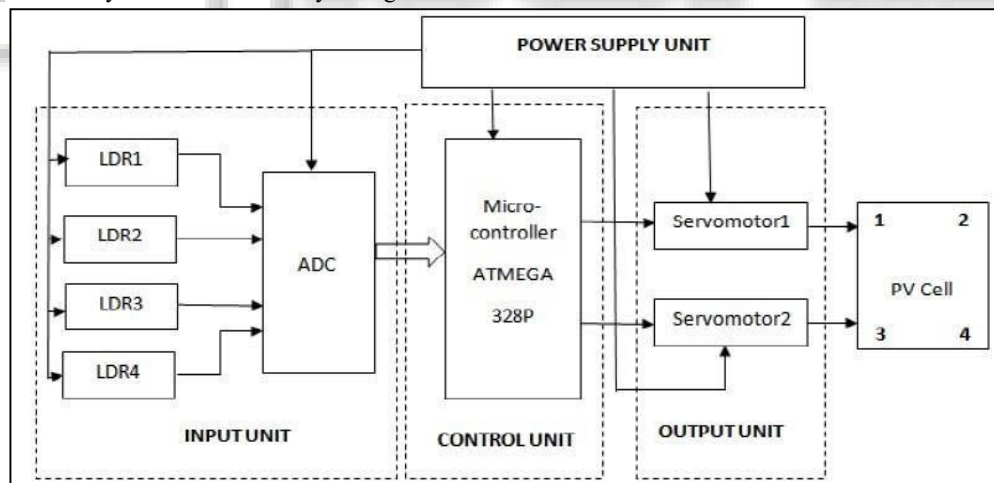 POWER SUPPLY UNIT
LDR1
LDR2
LDR3
LDR4
ADC
INPUT UNIT
Micro-
controller
ATMEGA
328P
CONTROL UNIT
Servomotor1
Servomotor2
OUTPUT UNIT
1 2
PV Cell
3 4